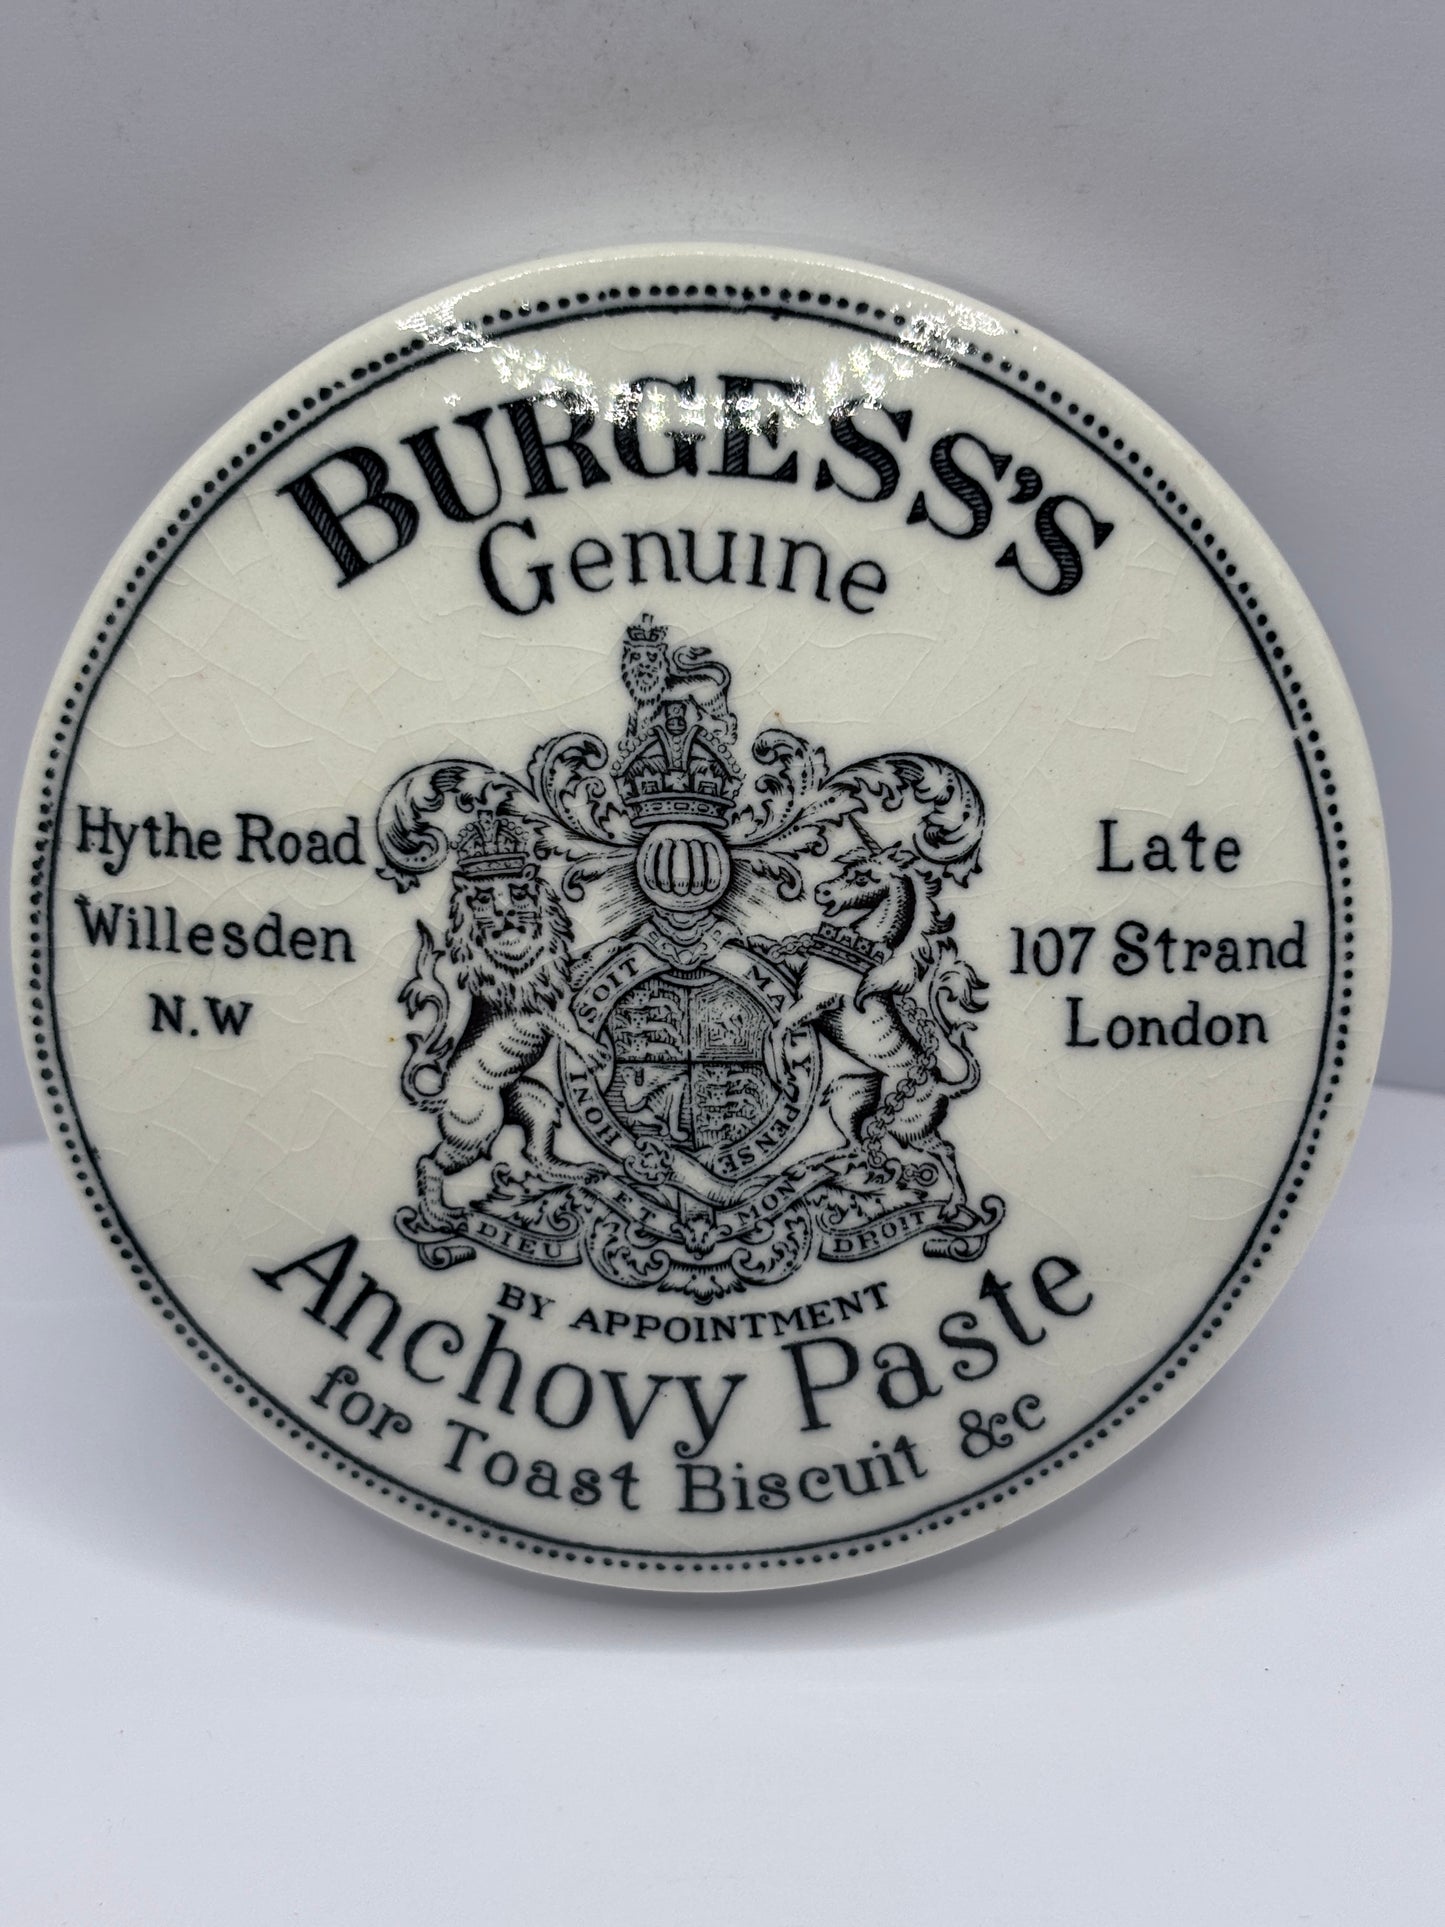 BURGESS'S
Genuine
Hythe Road
Willesden
N.W
Late
107 Strand
London
HONI SOIT MAL Y PENSE
DIEU ET MON DROIT
BY APPOINTMENT
Anchovy Paste
for Toast Biscuit &c